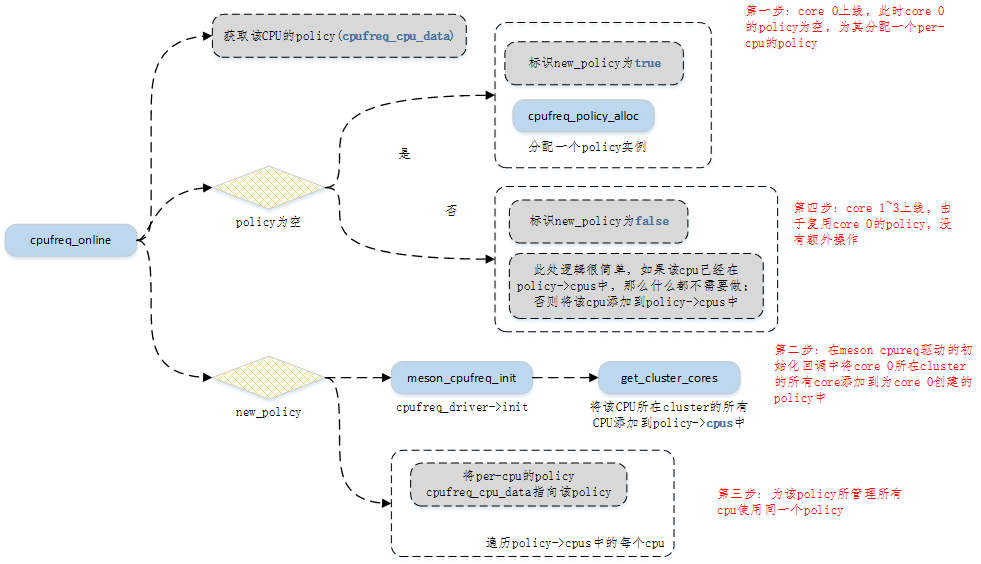 获取该CPU的policy(cpufreq_cpu_data)
第一步: core 0上线, 此时core 0
的policy为空, 为其分配一个per-
cpu的policy
标识new_policy为true
cpufreq_policy_alloc
分配一个policy实例
是
policy为空
否
标识new_policy为false
此处逻辑很简单, 如果该cpu已经在
policy->cpus中, 那么什么都不需要做;
否则将该cpu添加到policy->cpus中
第四步: core 1~3上线, 由
于复用core 0的policy, 没
有额外操作
cpufreq_online
new_policy
meson_cpufreq_init
cpufreq_driver->init
get_cluster_cores
将该CPU所在cluster的所有
CPU添加到policy->cpus中
第二步: 在meson cpureq驱动的初
始化回调中将core 0所在cluster
的所有core添加到为core 0创建的
policy中
将per-cpu的policy
cpufreq_cpu_data指向该policy
遍历policy->cpus中的每个cpu
第三步: 为该policy所管理所有
cpu使用同一个policy